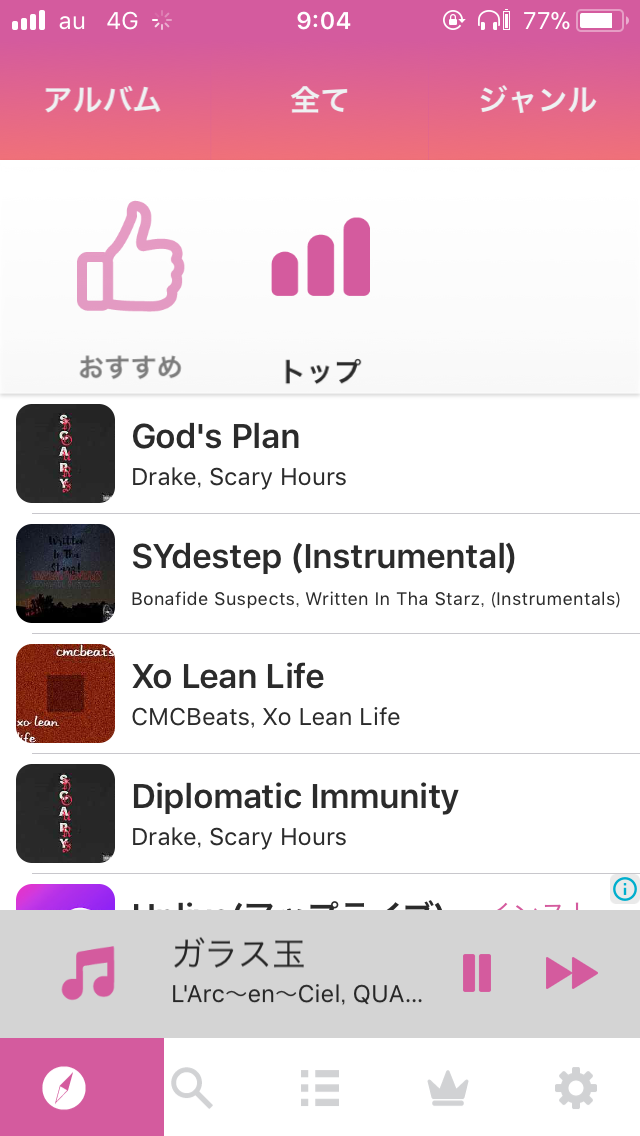 au 4G 9:04 77%
アルバム 全て ジャンル
おすすめ トップ
God's Plan
Drake, Scary Hours
SYdestep (Instrumental)
Bonafide Suspects, Written In Tha Starz, (Instrumentals)
Xo Lean Life
CMCBeats, Xo Lean Life
Diplomatic Immunity
Drake, Scary Hours
ガラス玉
L'Arc〜en〜Ciel, QUA...
SCARY
HOURS
Written
In Tha
Starz!
cmcbeats
xo lean
life
SCARY
HOURS